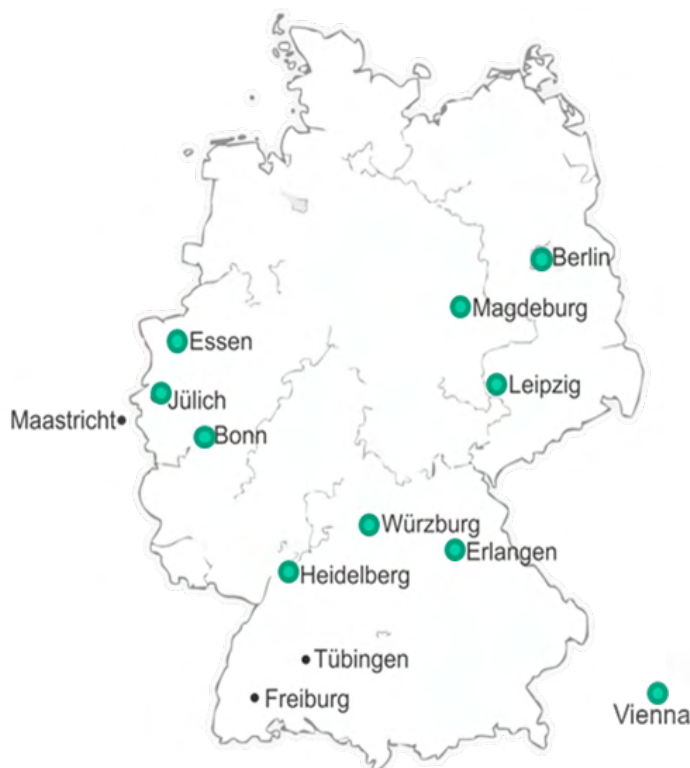 Berlin
Magdeburg
Essen
Leipzig
Jülich
Maastricht
Bonn
Würzburg
Erlangen
Heidelberg
Tübingen
Freiburg
Vienna